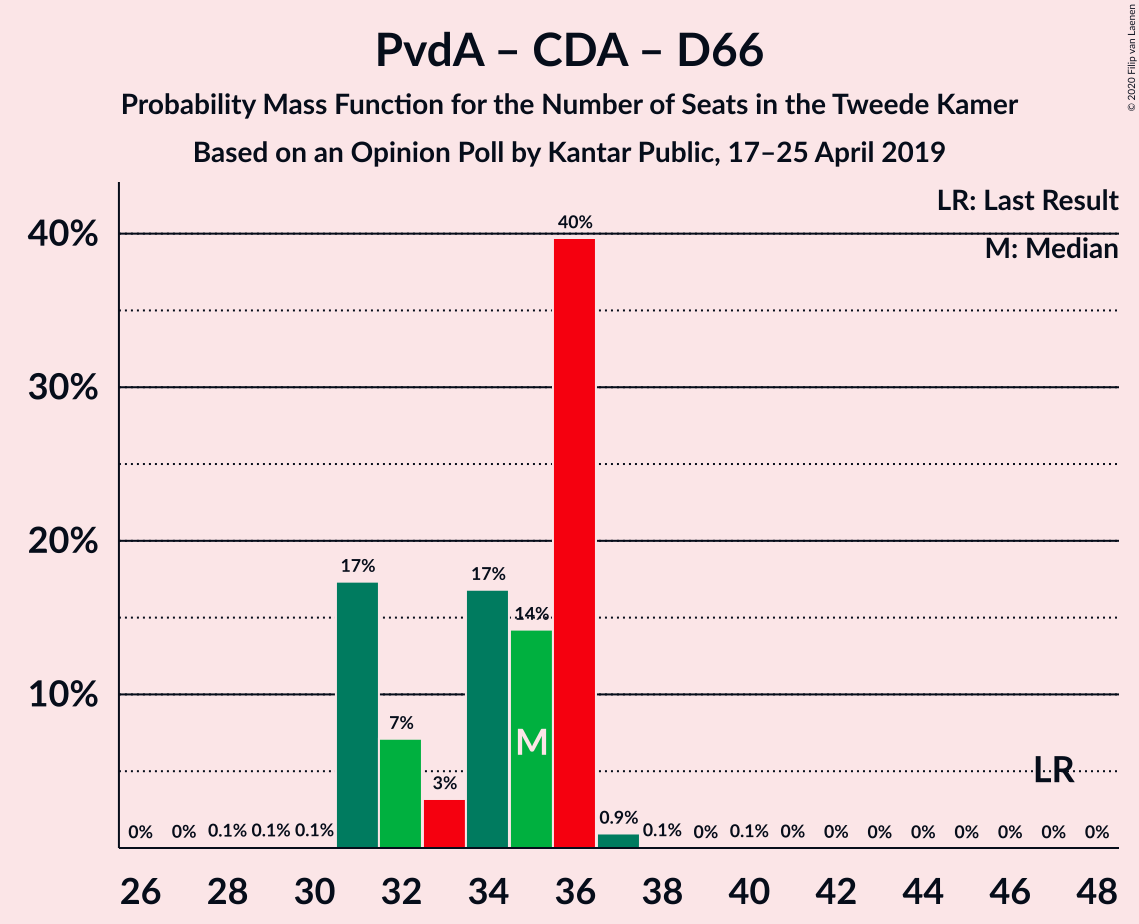 PvdA – CDA – D66
Probability Mass Function for the Number of Seats in the Tweede Kamer
Based on an Opinion Poll by Kantar Public, 17–25 April 2019
© 2020 Filip van Laenen
LR: Last Result
M: Median
40%
30%
20%
10%
0% 0% 0.1% 0.1% 0.1% 17% 7% 3% 17% 14% 40% 0.9% 0.1% 0% 0.1% 0% 0% 0% 0% 0% 0% 0% 0%
M
LR
26 28 30 32 34 36 38 40 42 44 46 48